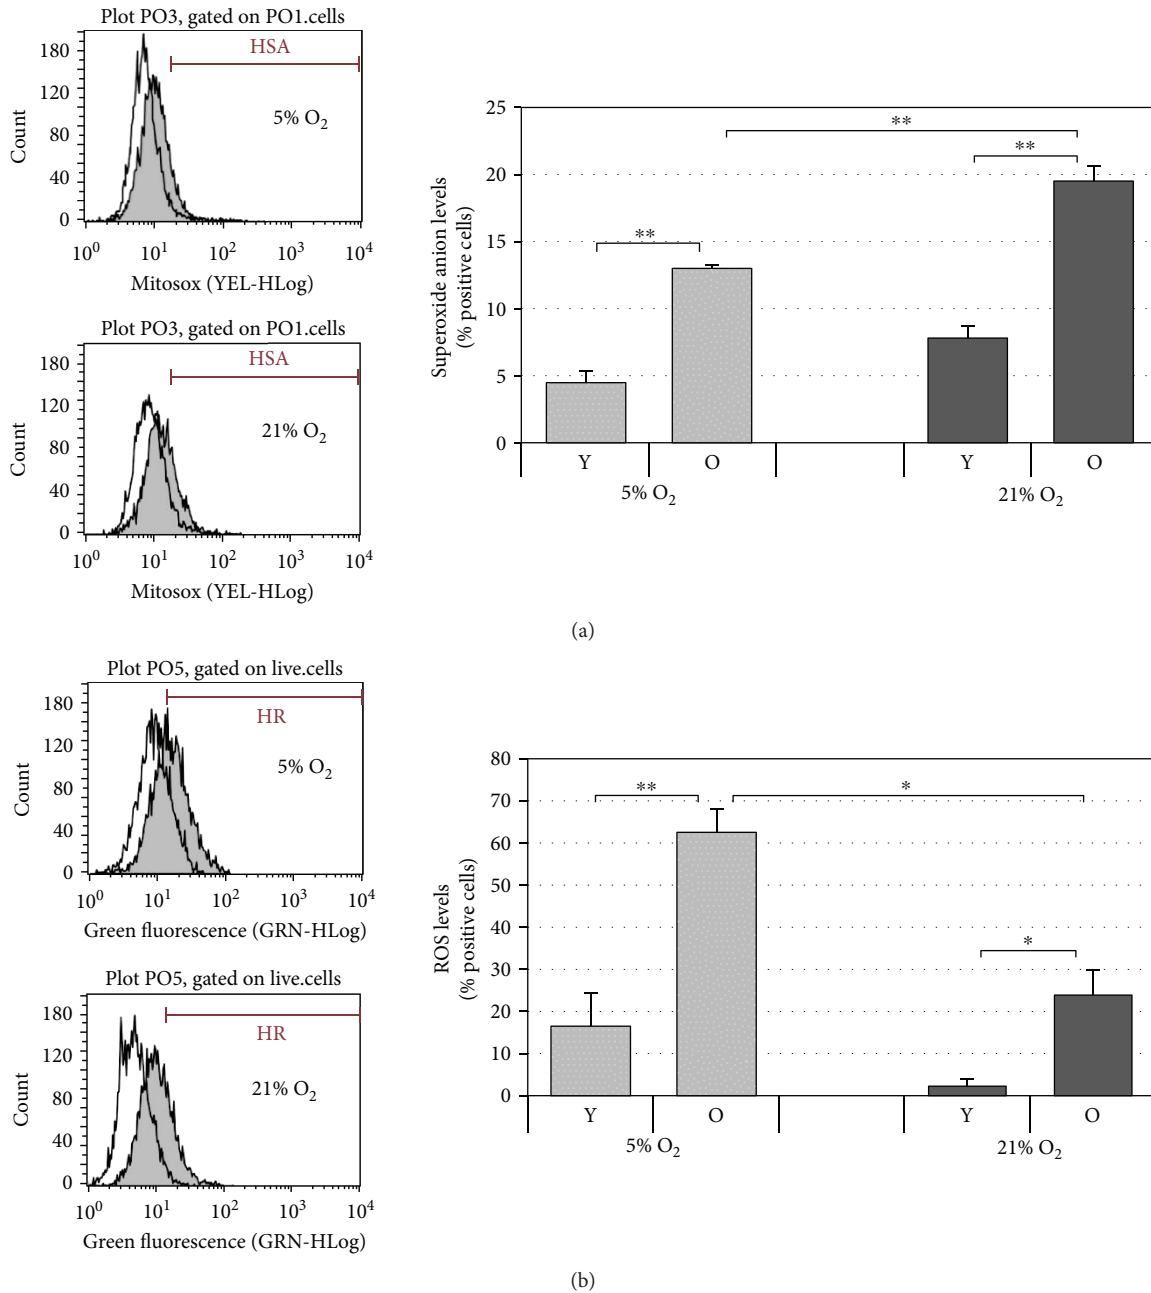 Plot PO3, gated on PO1.cells
HSA
5% O2
180
120
80
40
0
Count
10^0 10^1 10^2 10^3 10^4
Mitosox (YEL-HLog)
Plot PO3, gated on PO1.cells
HSA
21% O2
180
120
80
40
0
Count
10^0 10^1 10^2 10^3 10^4
Mitosox (YEL-HLog)
Superoxide anion levels
(% positive cells)
25
20
15
10
5
0
**
**
**
Y O Y O
5% O2 21% O2
(a)
Plot PO5, gated on live.cells
HR
5% O2
180
120
80
40
0
Count
10^0 10^1 10^2 10^3 10^4
Green fluorescence (GRN-HLog)
Plot PO5, gated on live.cells
HR
21% O2
180
120
80
40
0
Count
10^0 10^1 10^2 10^3 10^4
Green fluorescence (GRN-HLog)
ROS levels
(% positive cells)
80
70
60
50
40
30
20
10
0
** *
*
Y O Y O
5% O2 21% O2
(b)